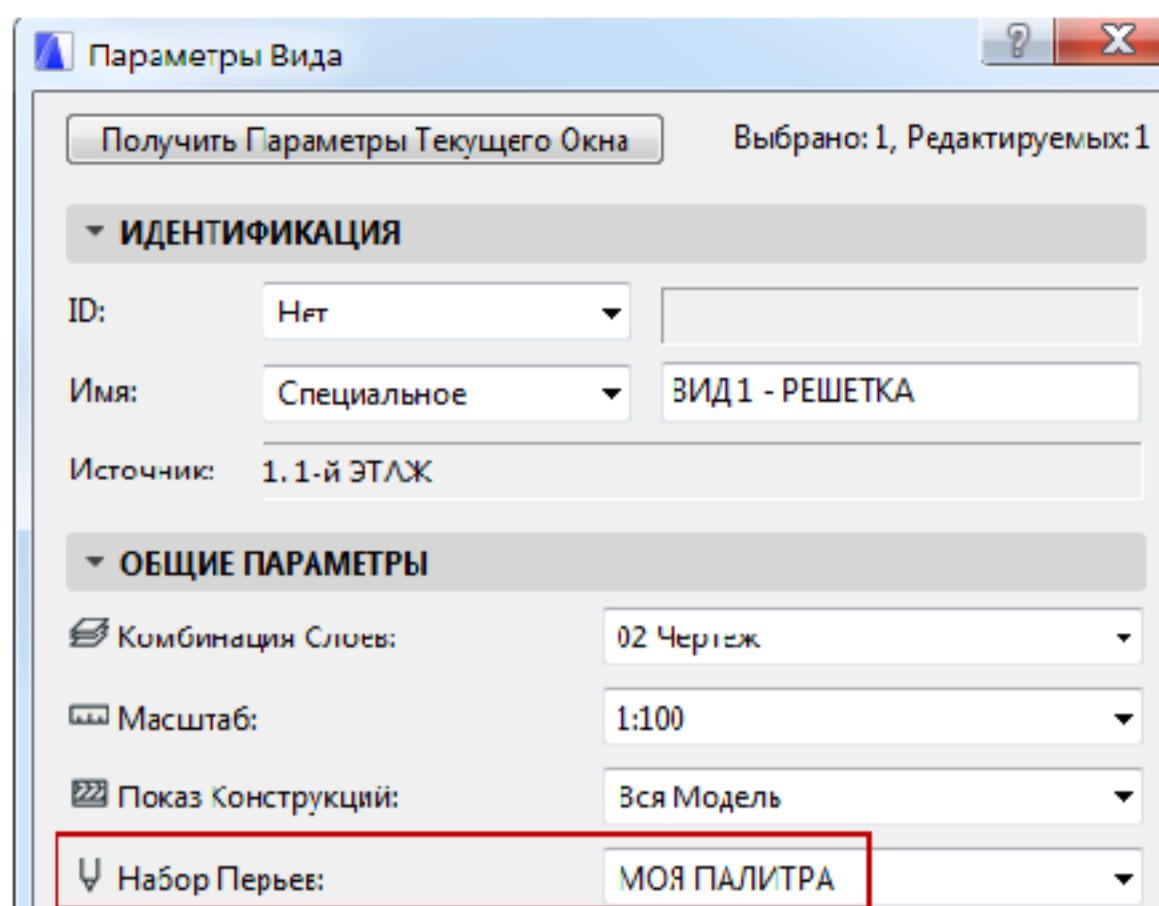 Параметры Вида
Получить Параметры Текущего Окна Выбрано: 1, Редактируемых: 1
ИДЕНТИФИКАЦИЯ
ID: Нет
Имя: Специальное ВИД 1 - РЕШЕТКА
Источник: 1. 1-й ЭТАЖ
ОБЩИЕ ПАРАМЕТРЫ
Комбинация Слоев: 02 Чертеж
Масштаб: 1:100
Показ Конструкций: Вся Модель
Набор Перьев: МОЯ ПАЛИТРА